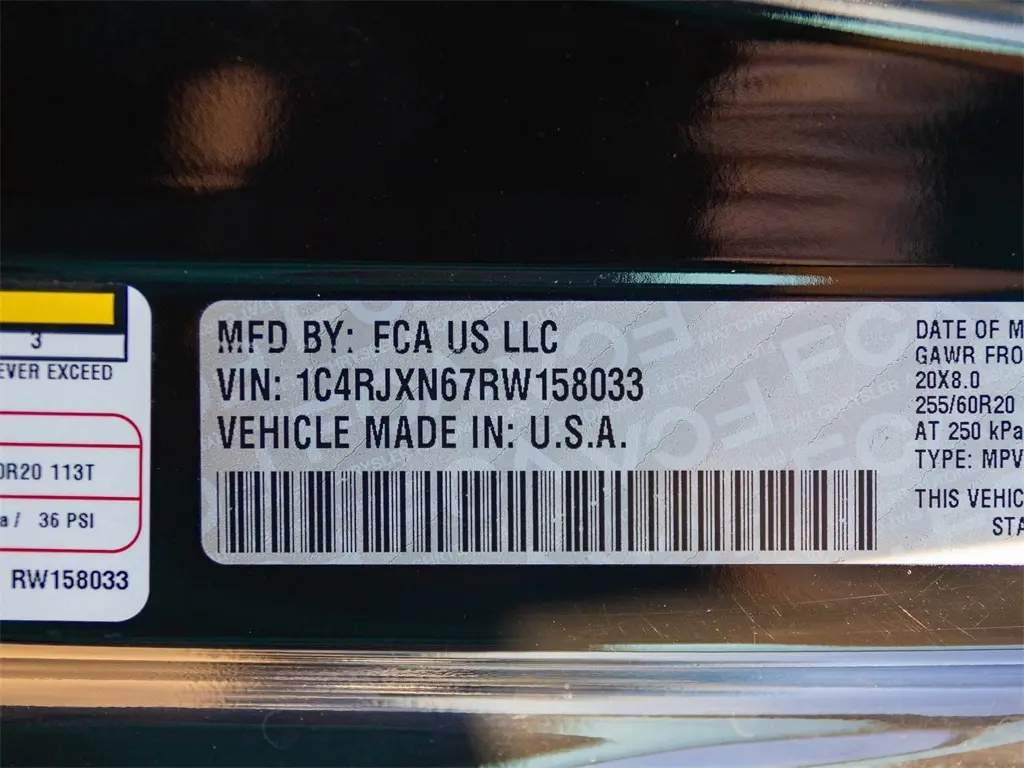 3
EVER EXCEED
0R20 113T
a/ 36 PSI
RW158033
MFD BY: FCA US LLC
VIN: 1C4RJXN67RW158033
VEHICLE MADE IN: U.S.A.
DATE OF M
GAWR FRO
20X8.0
255/60R20
AT 250 kPa
TYPE: MPV
THIS VEHIC
STA